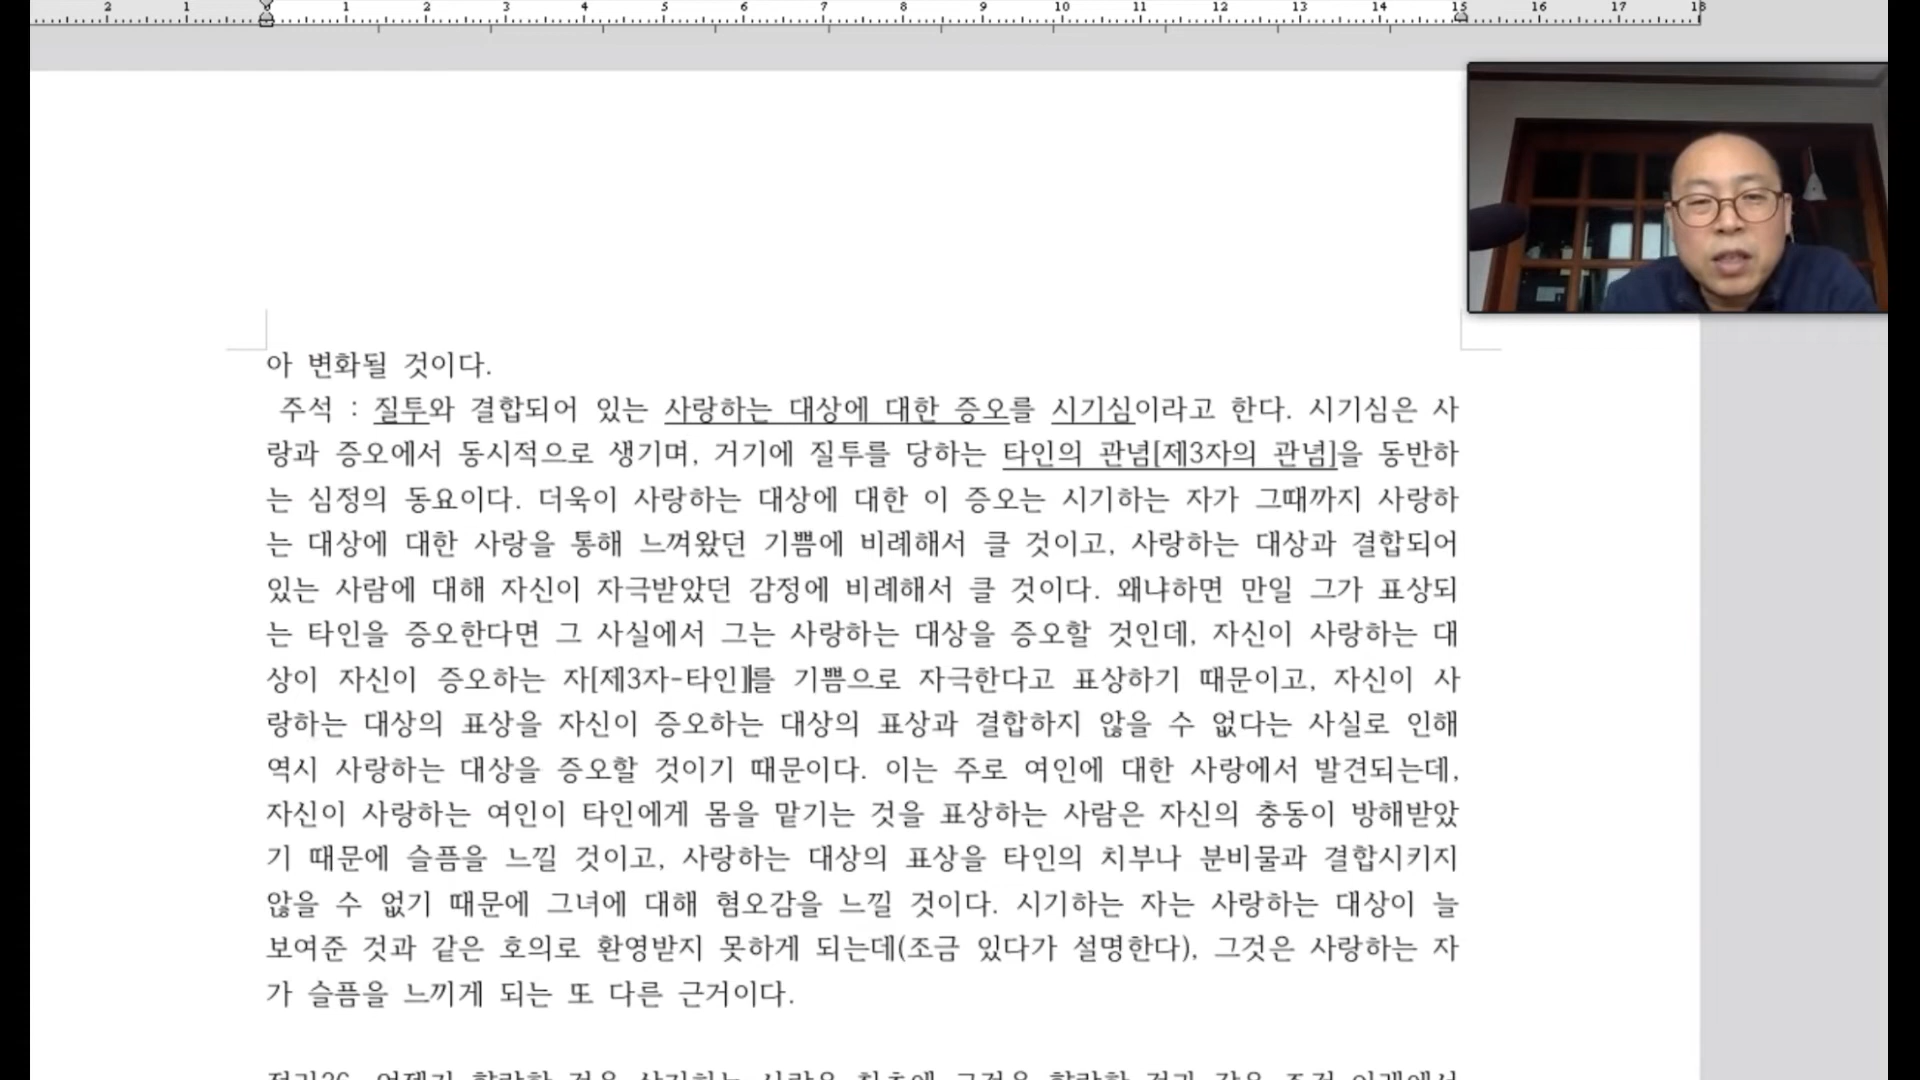 2 1 1 2 3 4 5 6 7 8 9 10 11 12 13 14 15 16 17 18
아 변화될 것이다.
주석 : 질투와 결합되어 있는 사랑하는 대상에 대한 증오를 시기심이라고 한다. 시기심은 사
랑과 증오에서 동시적으로 생기며, 거기에 질투를 당하는 타인의 관념[제3자의 관념]을 동반하
는 심정의 동요이다. 더욱이 사랑하는 대상에 대한 이 증오는 시기하는 자가 그때까지 사랑하
는 대상에 대한 사랑을 통해 느껴왔던 기쁨에 비례해서 클 것이고, 사랑하는 대상과 결합되어
있는 사람에 대해 자신이 자극받았던 감정에 비례해서 클 것이다. 왜냐하면 만일 그가 표상되
는 타인을 증오한다면 그 사실에서 그는 사랑하는 대상을 증오할 것인데, 자신이 사랑하는 대
상이 자신이 증오하는 자[제3자-타인]를 기쁨으로 자극한다고 표상하기 때문이고, 자신이 사
랑하는 대상의 표상을 자신이 증오하는 대상의 표상과 결합하지 않을 수 없다는 사실로 인해
역시 사랑하는 대상을 증오할 것이기 때문이다. 이는 주로 여인에 대한 사랑에서 발견되는데,
자신이 사랑하는 여인이 타인에게 몸을 맡기는 것을 표상하는 사람은 자신의 충동이 방해받았
기 때문에 슬픔을 느낄 것이고, 사랑하는 대상의 표상을 타인의 치부나 분비물과 결합시키지
않을 수 없기 때문에 그녀에 대해 혐오감을 느낄 것이다. 시기하는 자는 사랑하는 대상이 늘
보여준 것과 같은 호의로 환영받지 못하게 되는데(조금 있다가 설명한다), 그것은 사랑하는 자
가 슬픔을 느끼게 되는 또 다른 근거이다.